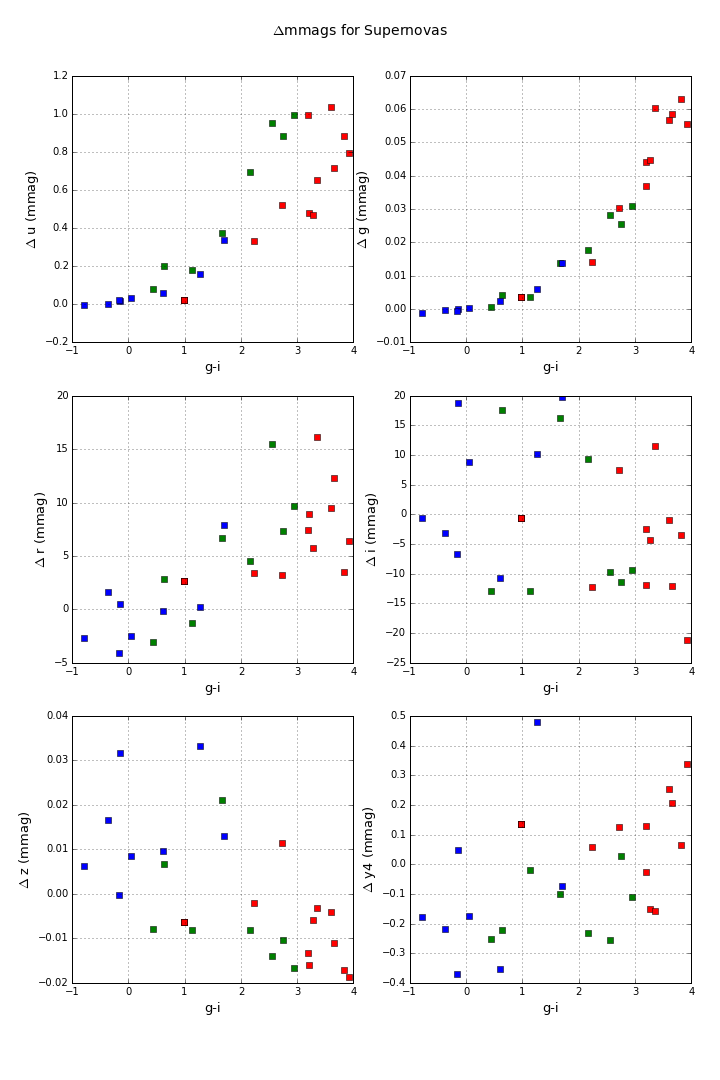 Δmmags for Supernovas
1.2
1.0
0.8
0.6
0.4
0.2
0.0
−0.2
Δ u (mmag)
−1 0 1 2 3 4
g-i
0.07
0.06
0.05
0.04
0.03
0.02
0.01
0.00
−0.01
Δ g (mmag)
−1 0 1 2 3 4
g-i
20
15
10
5
0
−5
Δ r (mmag)
−1 0 1 2 3 4
g-i
20
15
10
5
0
−5
−10
−15
−20
−25
Δ i (mmag)
−1 0 1 2 3 4
g-i
0.04
0.03
0.02
0.01
0.00
−0.01
−0.02
Δ z (mmag)
−1 0 1 2 3 4
g-i
0.5
0.4
0.3
0.2
0.1
0.0
−0.1
−0.2
−0.3
−0.4
Δ y4 (mmag)
−1 0 1 2 3 4
g-i